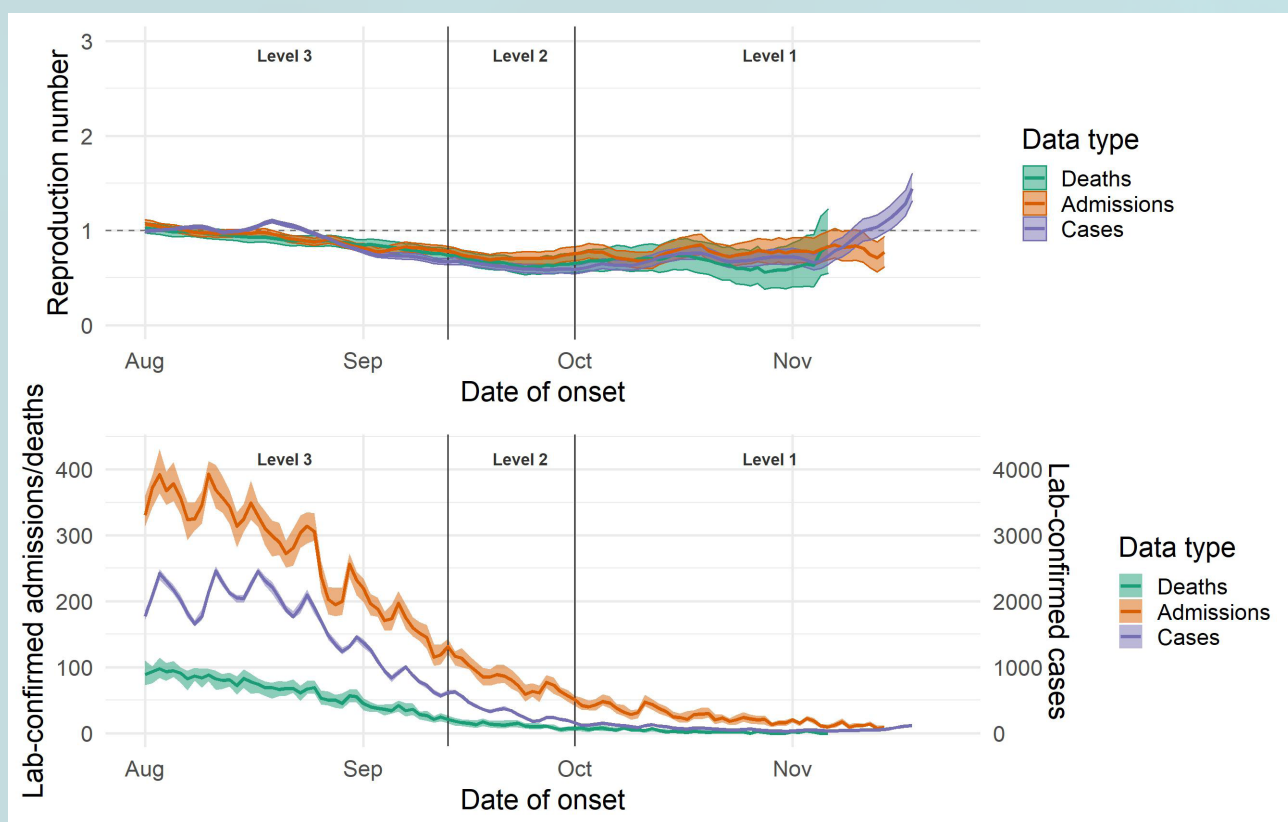 Reproduction number
3
2
1
0
Level 3
Level 2
Level 1
Aug
Sep
Oct
Nov
Date of onset
Data type
Deaths
Admissions
Cases
Lab-confirmed admissions/deaths
400
300
200
100
0
Level 3
Level 2
Level 1
4000
3000
2000
1000
0
Lab-confirmed cases
Aug
Sep
Oct
Nov
Date of onset
Data type
Deaths
Admissions
Cases